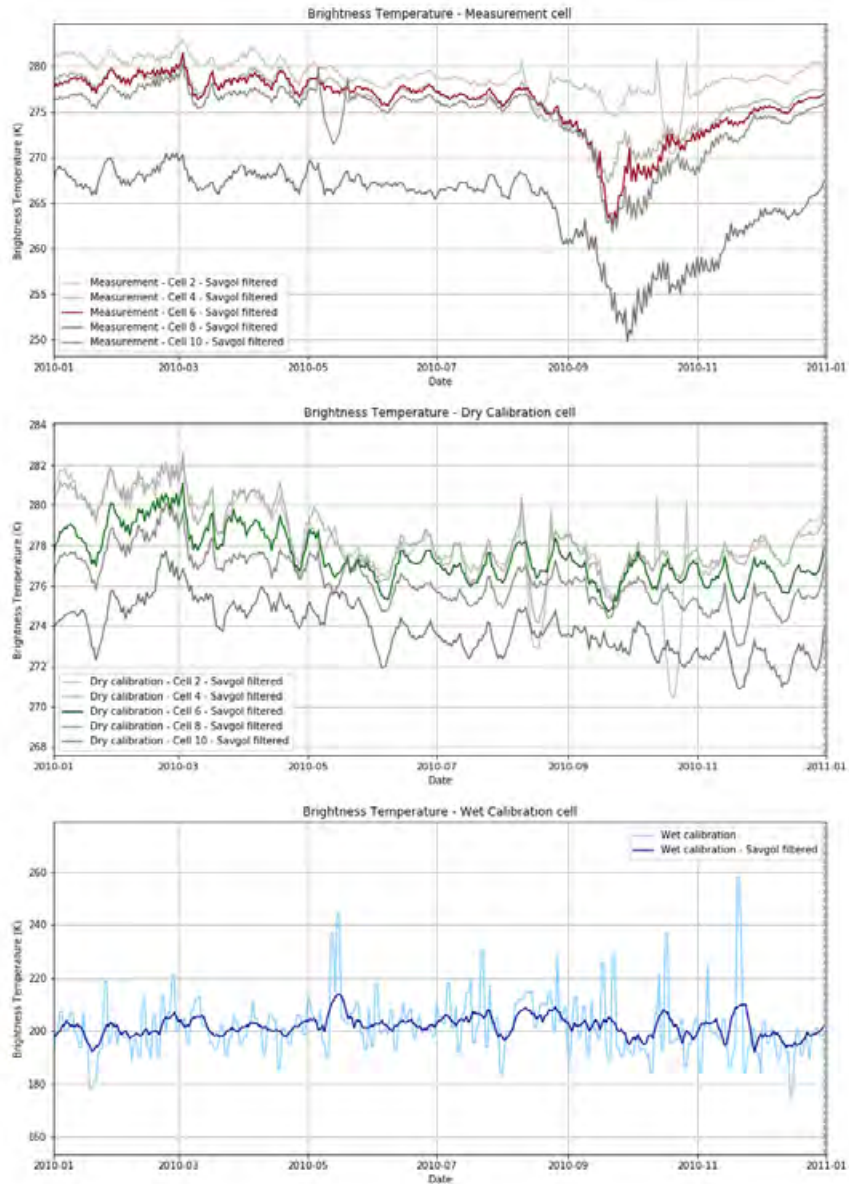 Brightness Temperature - Measurement cell
Brightness Temperature (K)
280
275
270
265
260
255
250
Measurement - Cell 2 - Savgol filtered
Measurement - Cell 4 - Savgol filtered
Measurement - Cell 6 - Savgol filtered
Measurement - Cell 8 - Savgol filtered
Measurement - Cell 10 - Savgol filtered
2010-01 2010-03 2010-05 2010-07 2010-09 2010-11 2011-01
Date
Brightness Temperature - Dry Calibration cell
Brightness Temperature (K)
284
282
280
278
276
274
272
270
268
Dry calibration - Cell 2 - Savgol filtered
Dry calibration - Cell 4 - Savgol filtered
Dry calibration - Cell 6 - Savgol filtered
Dry calibration - Cell 8 - Savgol filtered
Dry calibration - Cell 10 - Savgol filtered
2010-01 2010-03 2010-05 2010-07 2010-09 2010-11 2011-01
Date
Brightness Temperature - Wet Calibration cell
Brightness Temperature (K)
260
240
220
200
180
160
Wet calibration
Wet calibration - Savgol filtered
2010-01 2010-03 2010-05 2010-07 2010-09 2010-11 2011-01
Date